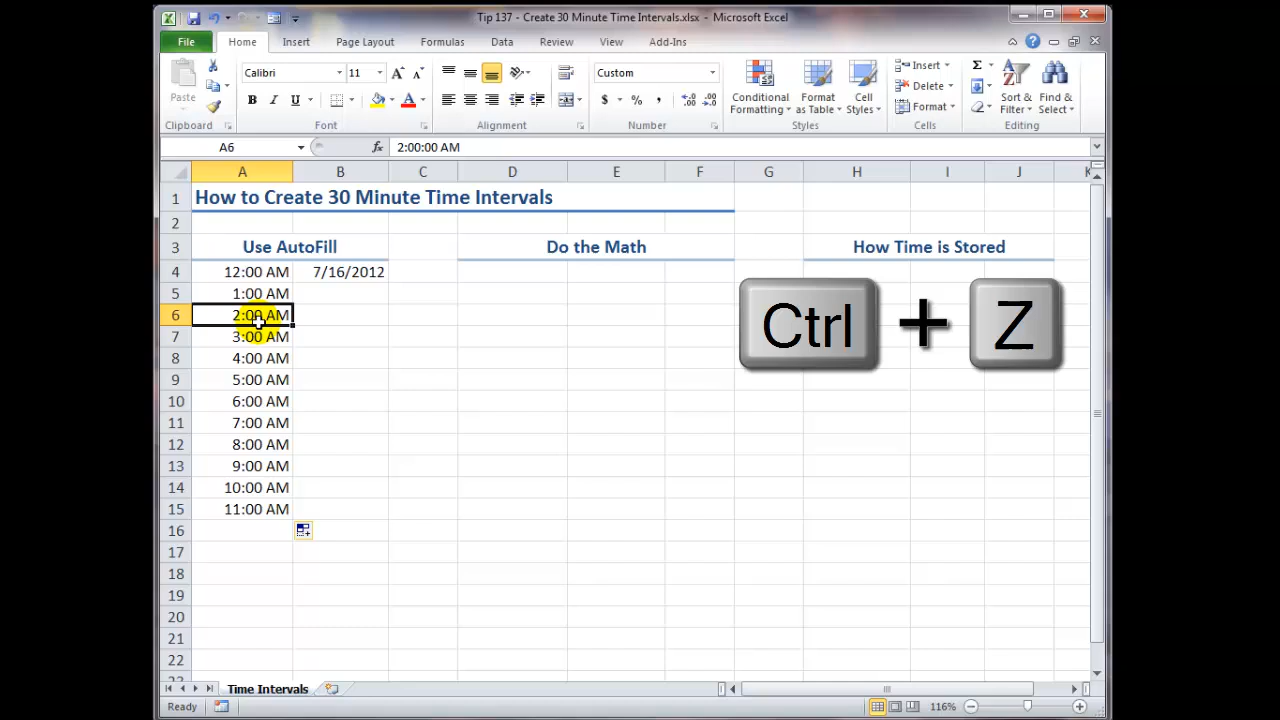 Tip 137 - Create 30 Minute Time Intervals.xlsx - Microsoft Excel
File Home Insert Page Layout Formulas Data Review View Add-Ins
Paste Calibri 11 B I U A A A Custom $ % , Conditional Formatting Format as Table Cell Styles Insert Delete Format Σ Sort & Filter Find & Select
Clipboard Font Alignment Number Styles Cells Editing
A6 fx 2:00:00 AM
A B C D E F G H I J K
1 How to Create 30 Minute Time Intervals
2
3 Use AutoFill Do the Math How Time is Stored
4 12:00 AM 7/16/2012
5 1:00 AM
6 2:00 AM
7 3:00 AM
8 4:00 AM
9 5:00 AM
10 6:00 AM
11 7:00 AM
12 8:00 AM
13 9:00 AM
14 10:00 AM
15 11:00 AM
16
17
18
19
20
21
22
Ctrl + Z
Time Intervals
Ready 116%